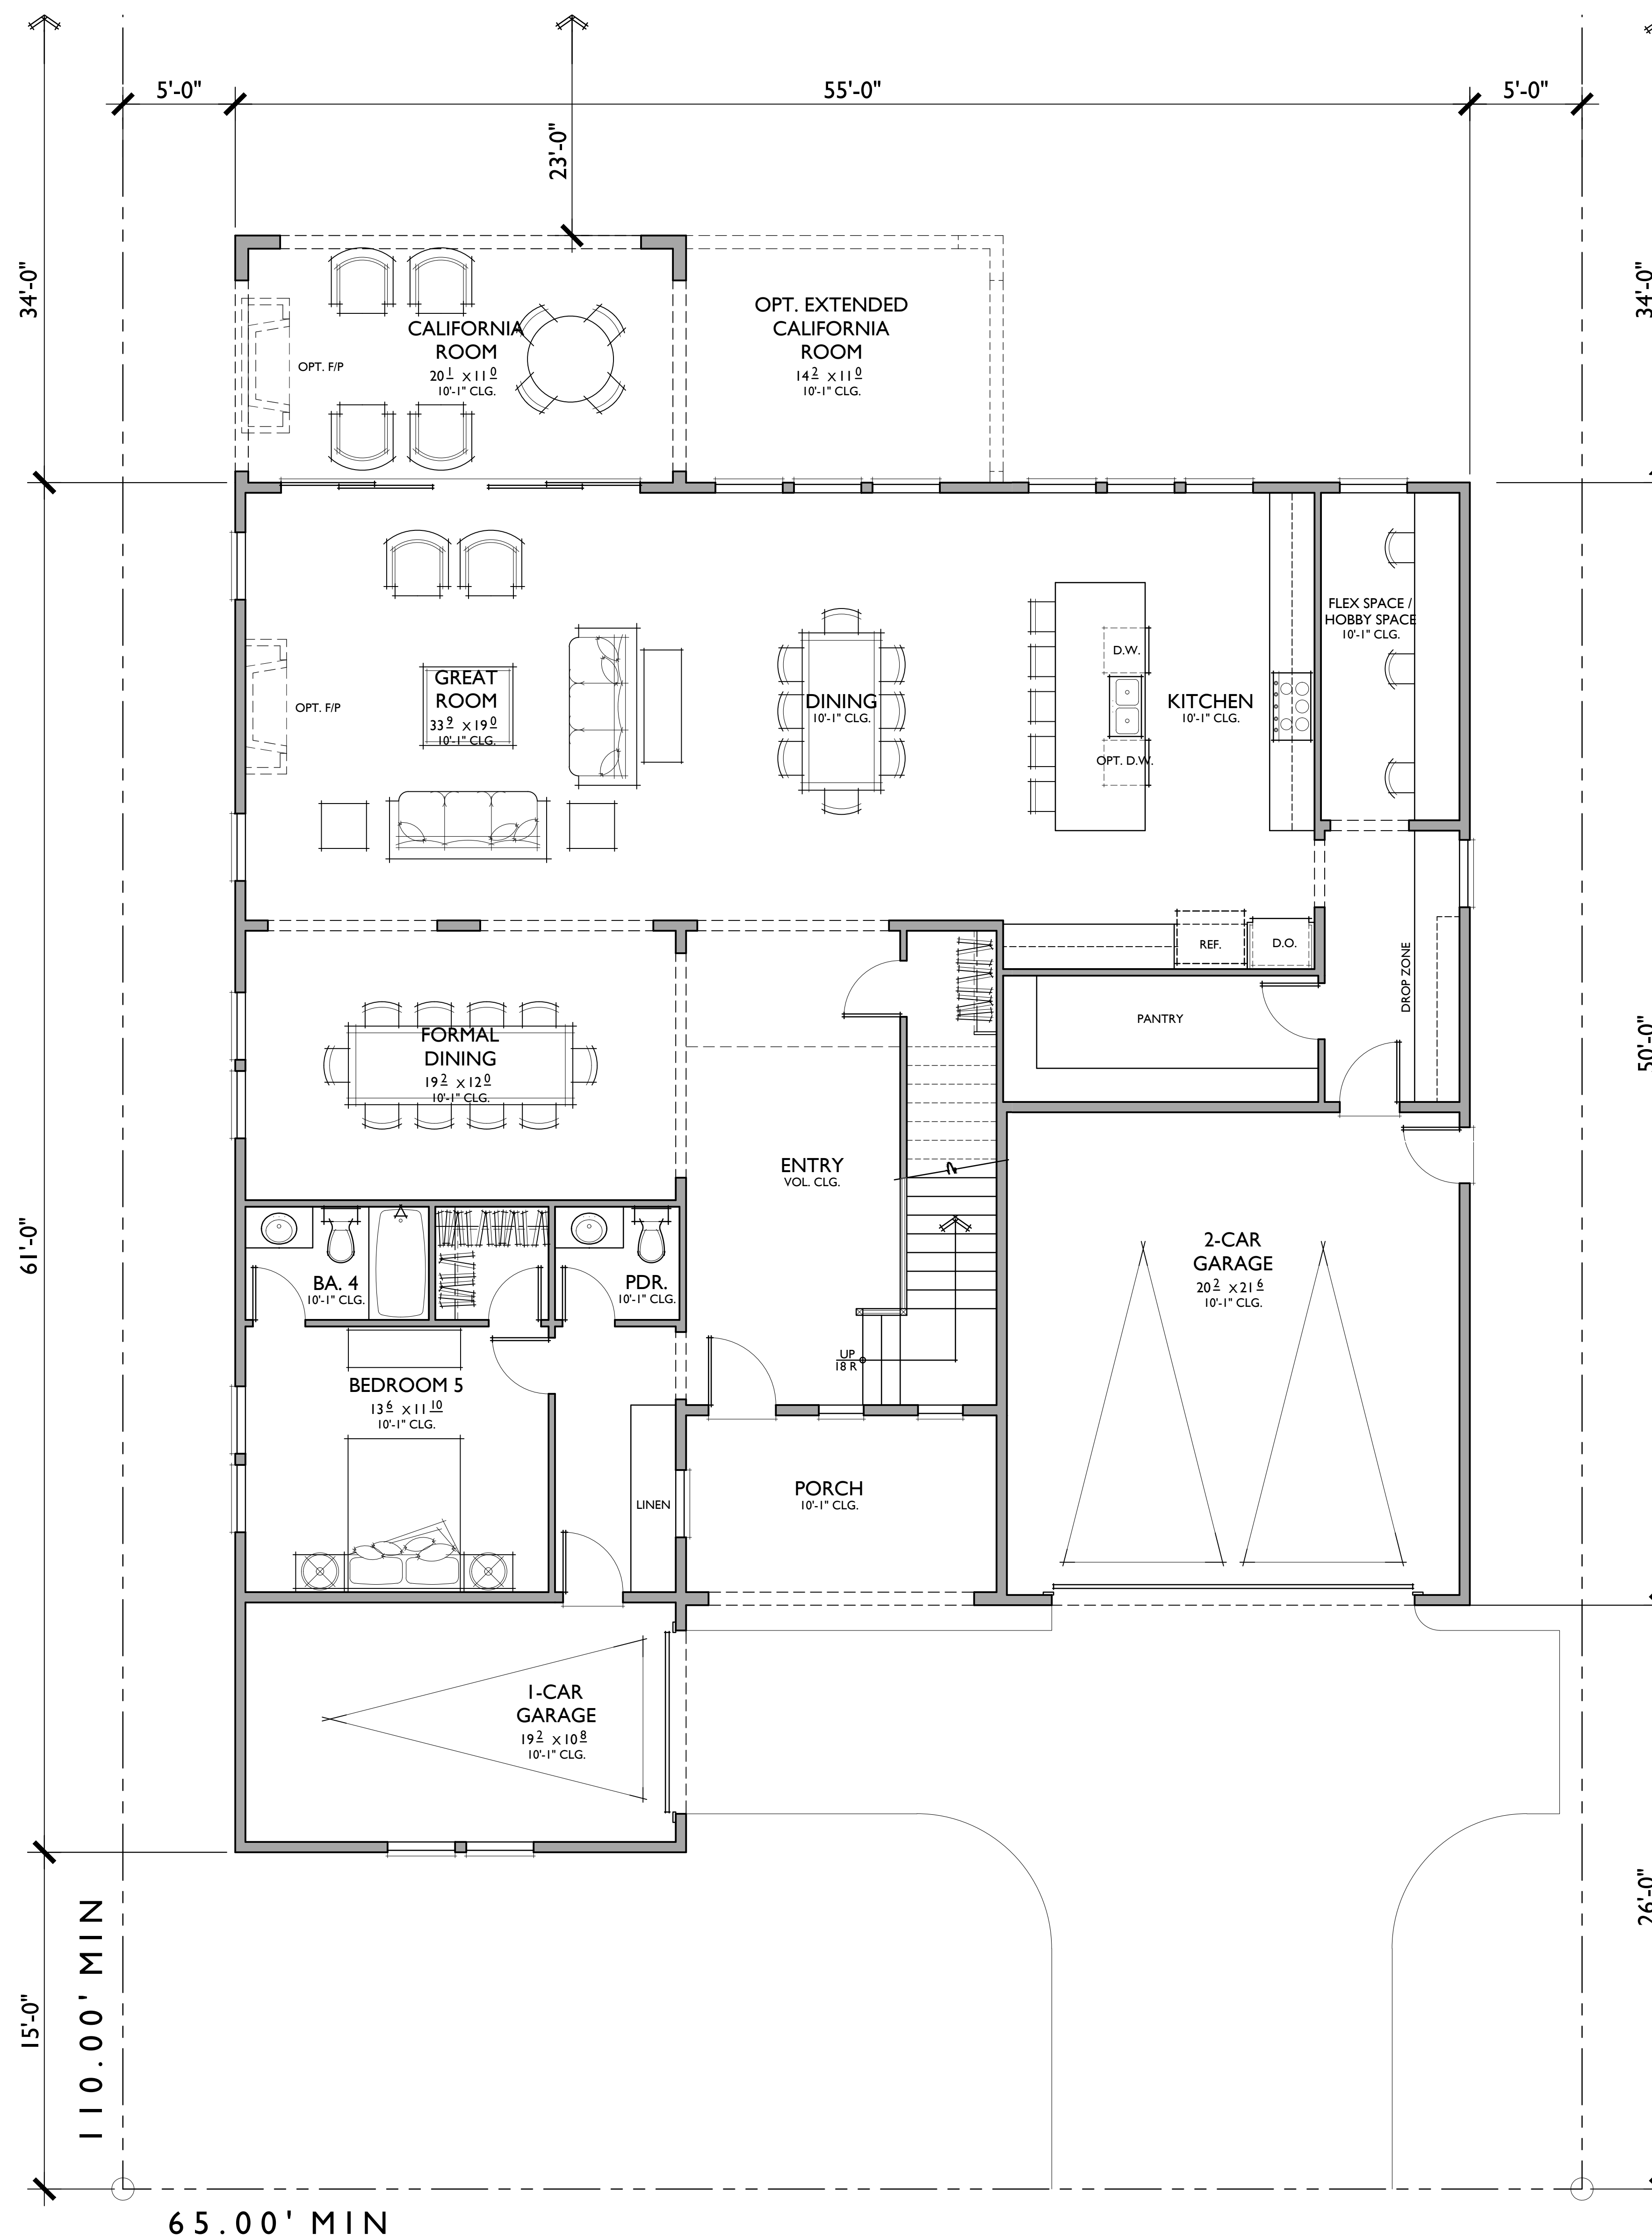 5'-0" 55'-0" 5'-0"
23'-0"
34'-0"
34'-0"
CALIFORNIA
ROOM
20 1 X 11 0
10'-1" CLG.
OPT. F/P
OPT. EXTENDED
CALIFORNIA
ROOM
14 2 X 11 0
10'-1" CLG.
FLEX SPACE /
HOBBY SPACE
10'-1" CLG.
D.W.
GREAT
ROOM
33 9 X 19 0
10'-1" CLG.
OPT. F/P
DINING
10'-1" CLG.
KITCHEN
10'-1" CLG.
OPT. D.W.
REF.
D.O.
DROP ZONE
PANTRY
50'-0"
FORMAL
DINING
19 2 X 12 0
10'-1" CLG.
ENTRY
VOL. CLG.
61'-0"
2-CAR
GARAGE
20 2 X 21 6
10'-1" CLG.
BA. 4
10'-1" CLG.
PDR.
10'-1" CLG.
UP
18 R
BEDROOM 5
13 6 X 11 10
10'-1" CLG.
PORCH
10'-1" CLG.
LINEN
1-CAR
GARAGE
19 2 X 10 8
10'-1" CLG.
26'-0"
15'-0"
110.00' MIN
65.00' MIN